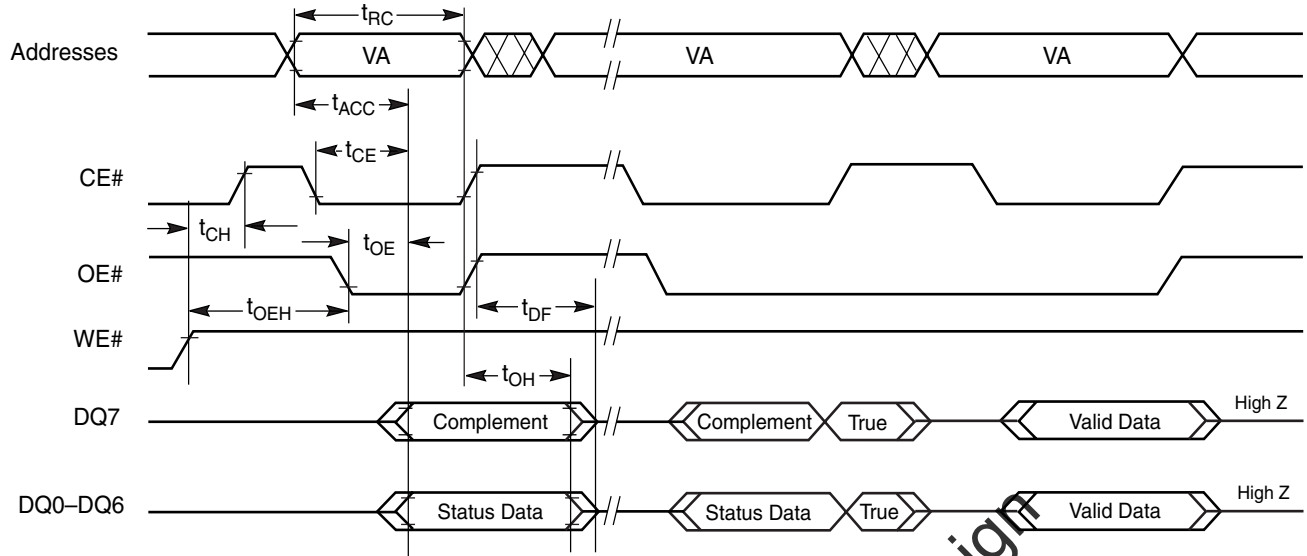 tRC
Addresses VA VA VA
tACC
tCE
CE#
tCH tOE
OE#
tOEH tDF
WE#
tOH
DQ7 Complement Complement True Valid Data High Z
DQ0–DQ6 Status Data Status Data True Valid Data High Z